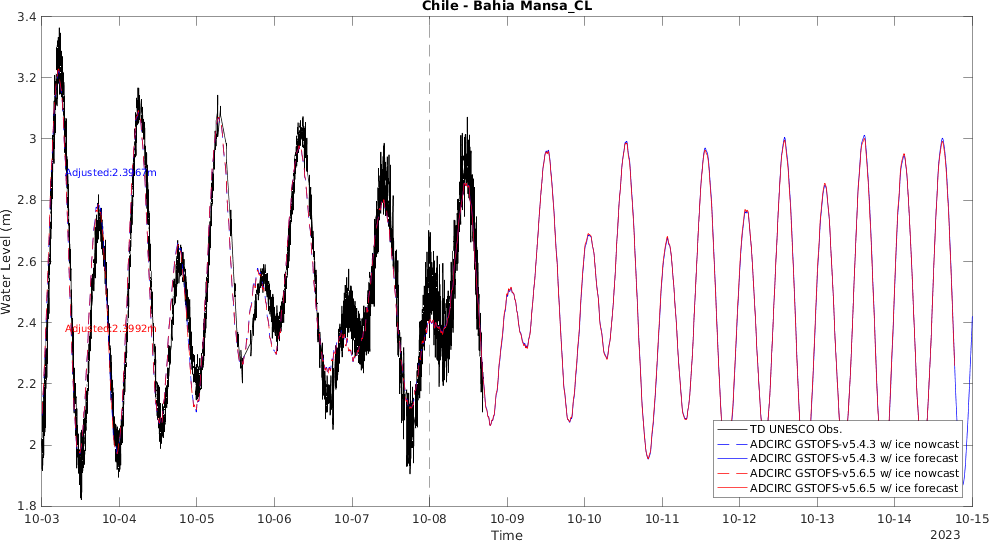 Chile - Bahia Mansa_CL
3.4
3.2
3
2.8
2.6
2.4
2.2
2
1.8
Water Level (m)
Adjusted:2.3967m
Adjusted:2.3992m
TD UNESCO Obs.
ADCIRC GSTOFS-v5.4.3 w/ ice nowcast
ADCIRC GSTOFS-v5.4.3 w/ ice forecast
ADCIRC GSTOFS-v5.6.5 w/ ice nowcast
ADCIRC GSTOFS-v5.6.5 w/ ice forecast
10-03 10-04 10-05 10-06 10-07 10-08 10-09 10-10 10-11 10-12 10-13 10-14 10-15
Time
2023